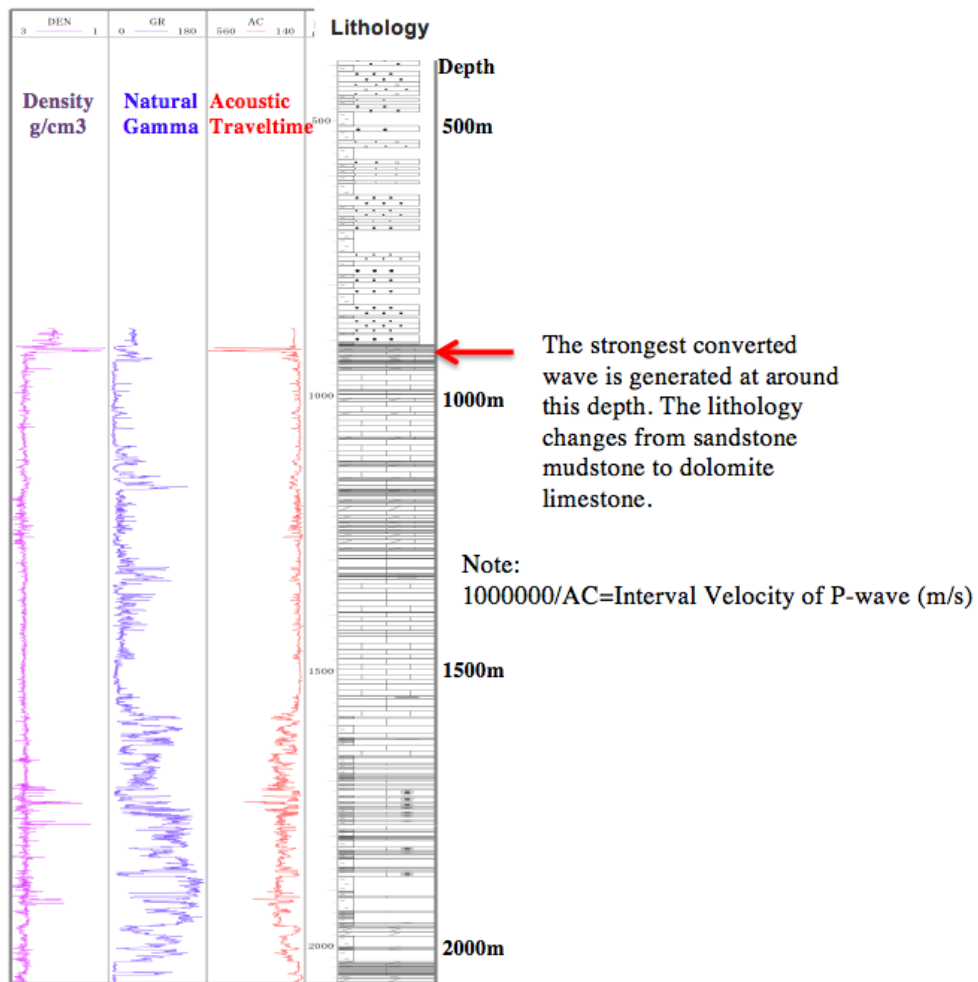 DEN GR AC
3 1 0 180 560 140
Lithology
Depth
Density
g/cm3
Natural
Gamma
Acoustic
Traveltime
500
500m
The strongest converted
wave is generated at around
this depth. The lithology
changes from sandstone
mudstone to dolomite
limestone.
1000
1000m
Note:
1000000/AC=Interval Velocity of P-wave (m/s)
1500
1500m
2000
2000m